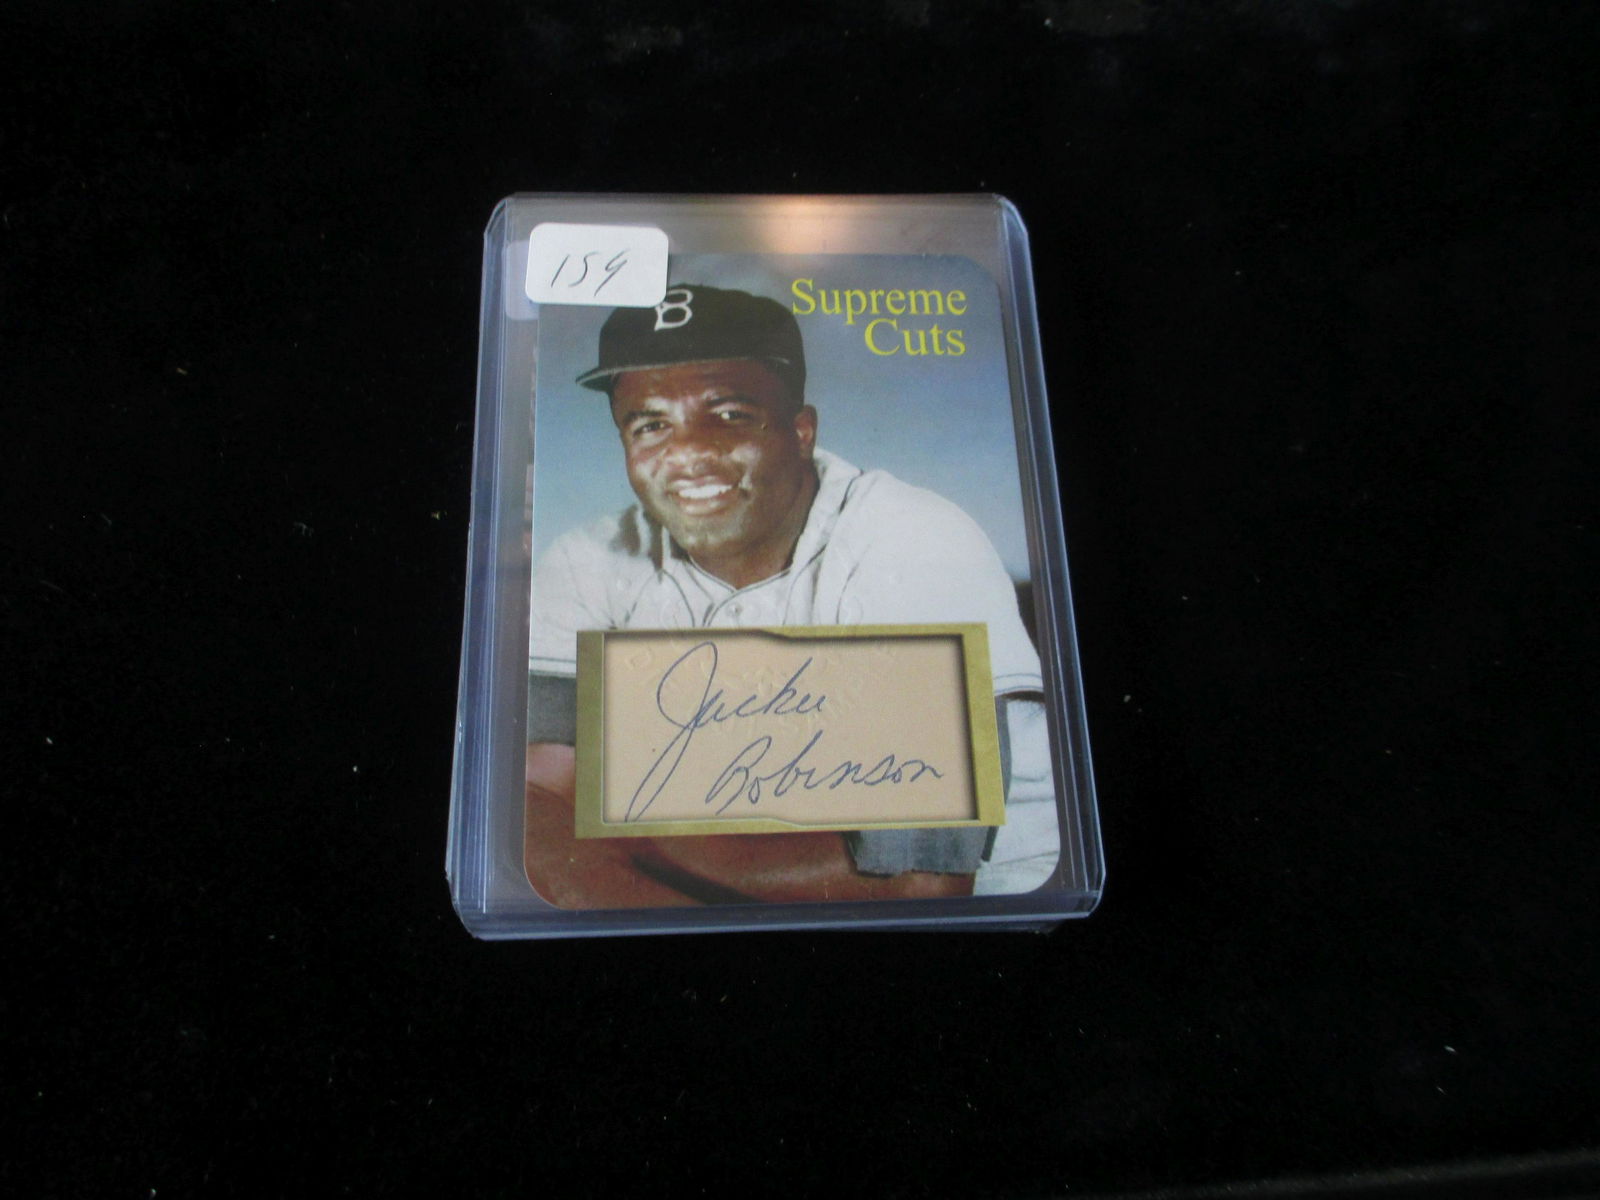 159
B
Supreme
Cuts
Jackie
Robinson